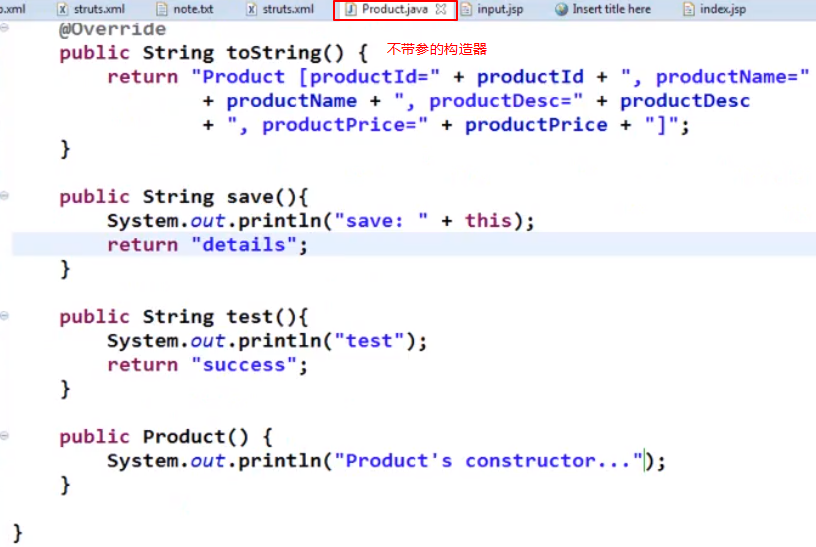 o.xml struts.xml note.txt struts.xml Product.java input.jsp Insert title here index.jsp
@Override
public String toString() { 不带参的构造器
return "Product [productId=" + productId + ", productName="
+ productName + ", productDesc=" + productDesc
+ ", productPrice=" + productPrice + "]";
}
public String save(){
System.out.println("save: " + this);
return "details";
}
public String test(){
System.out.println("test");
return "success";
}
public Product() {
System.out.println("Product's constructor...");
}
}